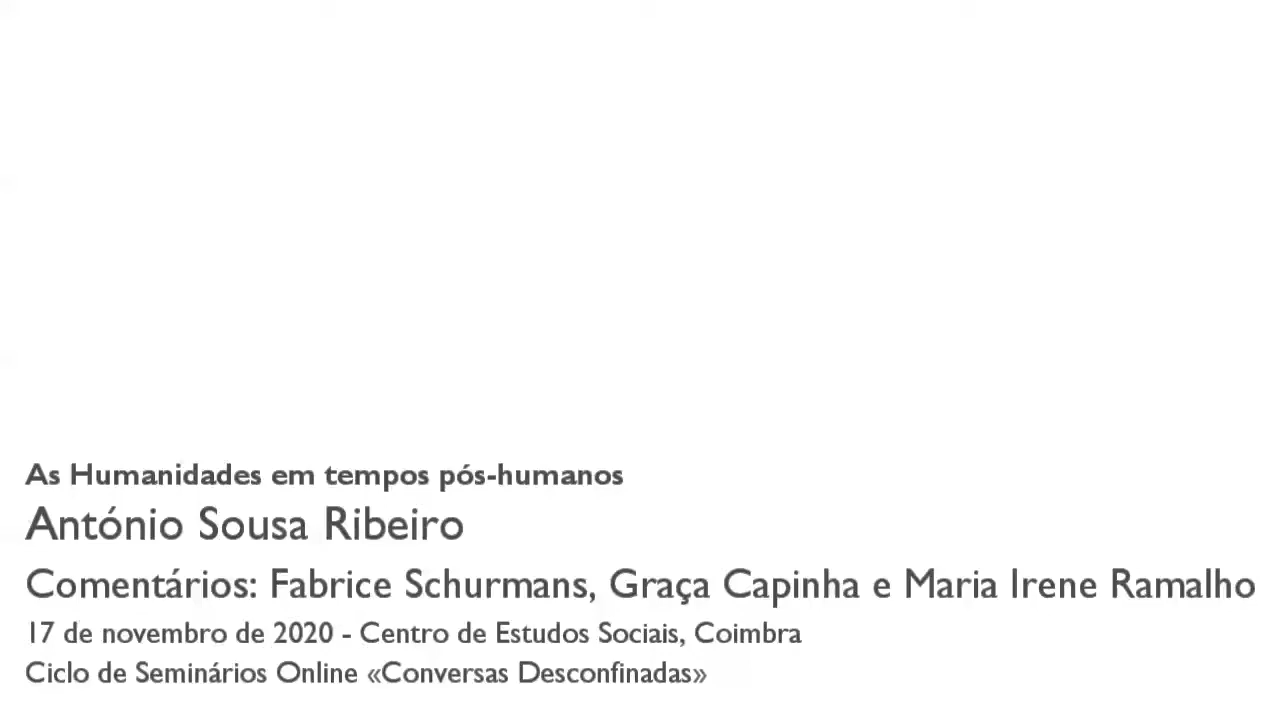 As Humanidades em tempos pós-humanos
António Sousa Ribeiro
Comentários: Fabrice Schurmans, Graça Capinha e Maria Irene Ramalho
17 de novembro de 2020 - Centro de Estudos Sociais, Coimbra
Ciclo de Seminários Online «Conversas Desconfinadas»